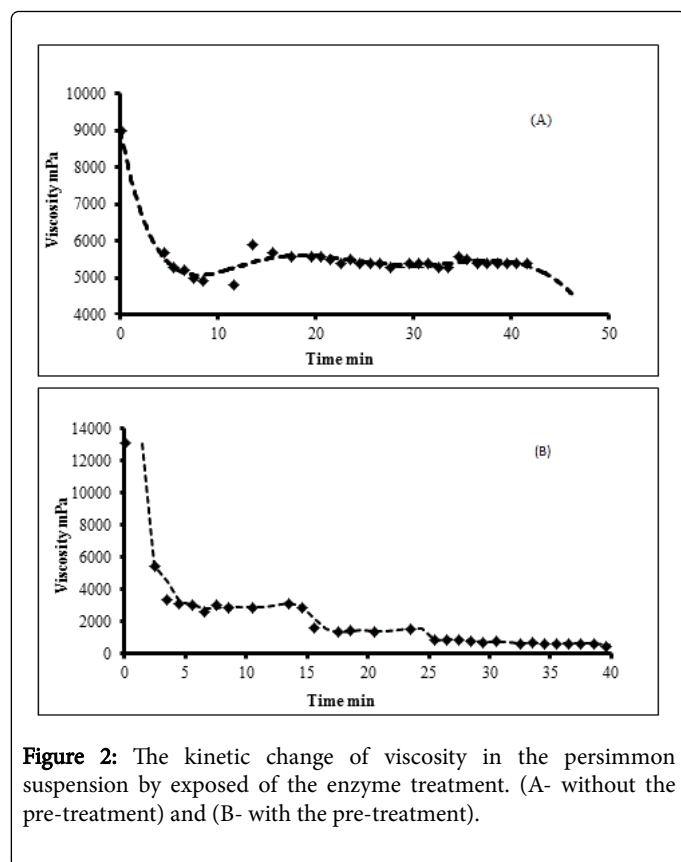 10000
9000
8000
7000
6000
5000
4000
Viscosity mPa
(A)
0 10 20 30 40 50
Time min
14000
12000
10000
8000
6000
4000
2000
0
Viscosity mPa
(B)
0 5 10 15 20 25 30 35 40
Time min
Figure 2: The kinetic change of viscosity in the persimmon
suspension by exposed of the enzyme treatment. (A- without the
pre-treatment) and (B- with the pre-treatment).